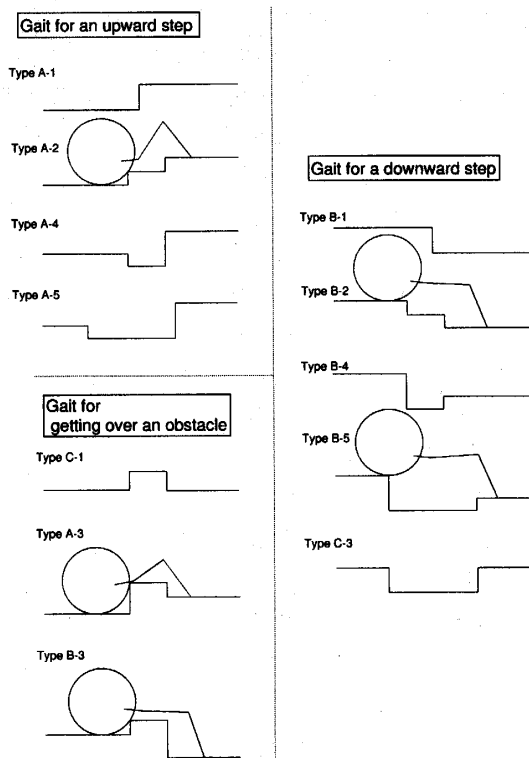 Gait for an upward step
Type A-1
Type A-2
Type A-4
Type A-5
Gait for
getting over an obstacle
Type C-1
Type A-3
Type B-3
Gait for a downward step
Type B-1
Type B-2
Type B-4
Type B-5
Type C-3